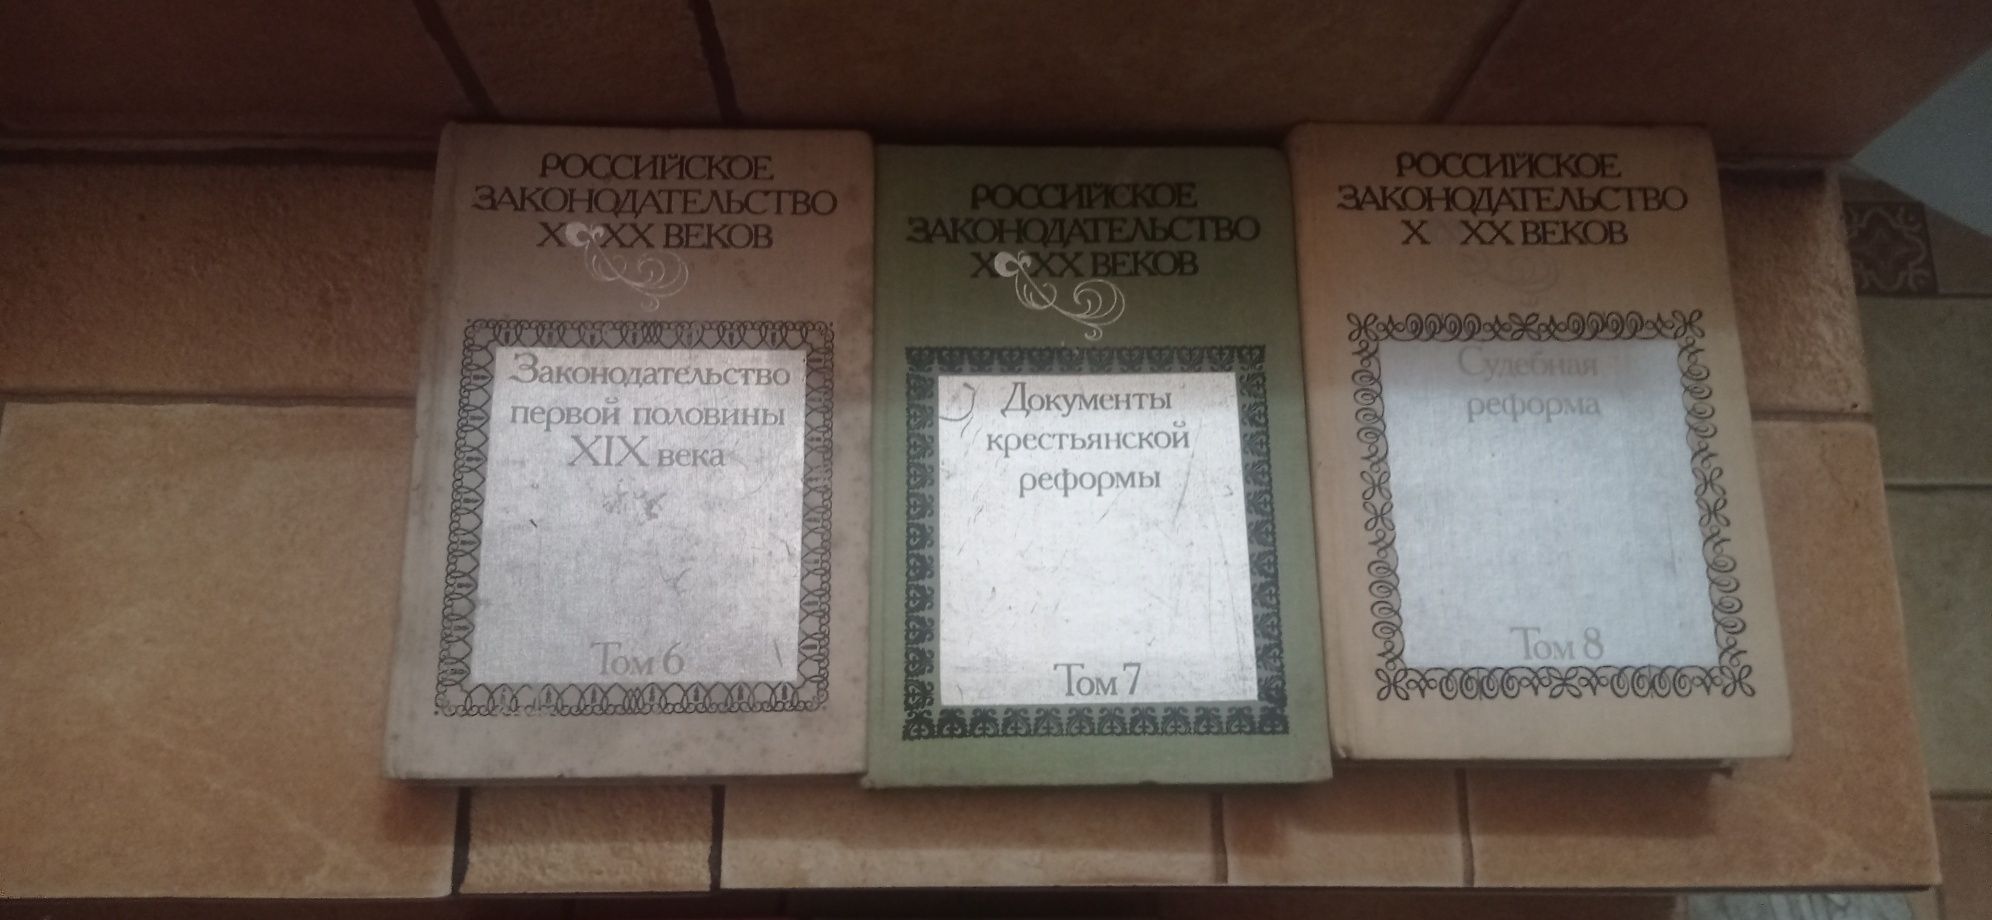 РОССИЙСКОЕ
ЗАКОНОДАТЕЛЬСТВО
X XX ВЕКОВ
Законодательство
первой половины
XIX века
Том 6
РОССИЙСКОЕ
ЗАКОНОДАТЕЛЬСТВО
X XX ВЕКОВ
Документы
крестьянской
реформы
Том 7
РОССИЙСКОЕ
ЗАКОНОДАТЕЛЬСТВО
X XX ВЕКОВ
Судебная
реформа
Том 8